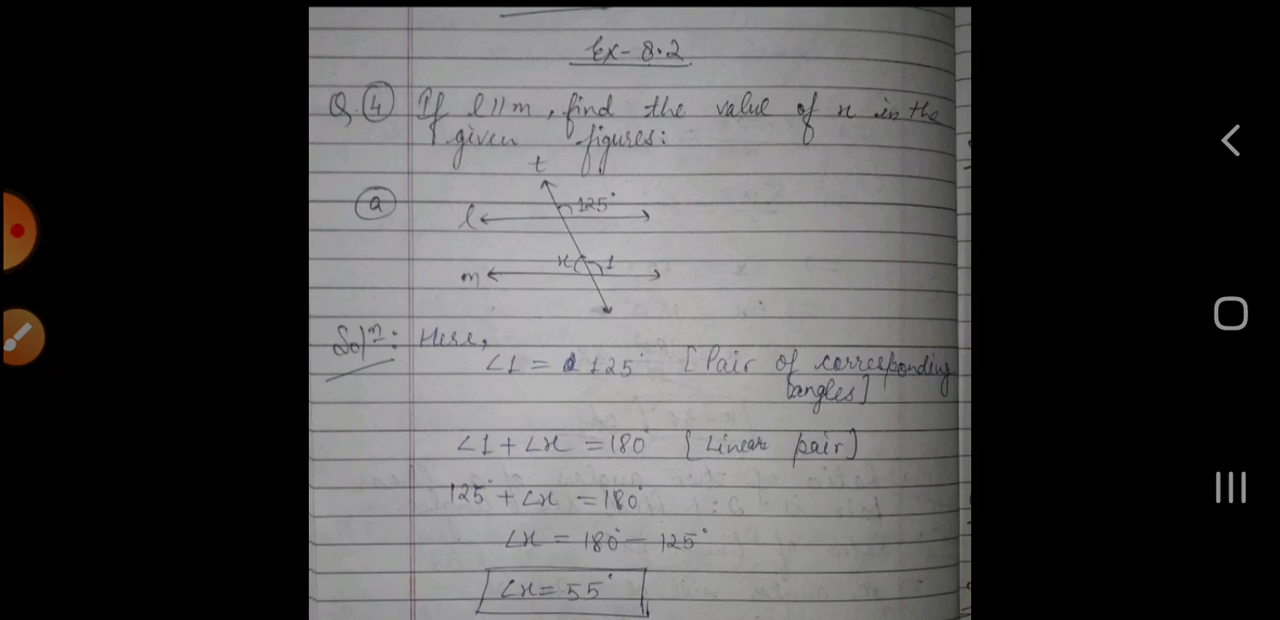 Ex-8.2
Q.4 If l||m, find the value of x in the
given figures:
t
a
125°
l
x 1
m
Solⁿ: Here,
∠1 = 125° [Pair of corresponding
angles]
∠1 + ∠x = 180° [Linear pair]
125° + ∠x = 180°
∠x = 180° - 125°
∠x = 55°